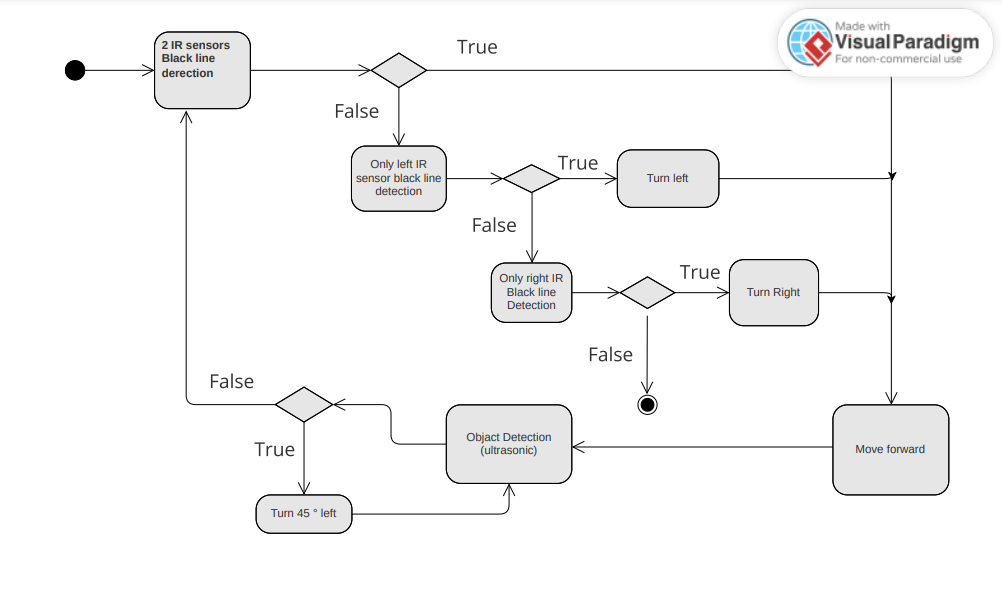 Made with
VisualParadigm
For non-commercial use
2 IR sensors
Black line
derection
True
False
Only left IR
sensor black line
detection
True
Turn left
False
Only right IR
Black line
Detection
True
Turn Right
False
False
Objact Detection
(ultrasonic)
Move forward
True
Turn 45 ° left